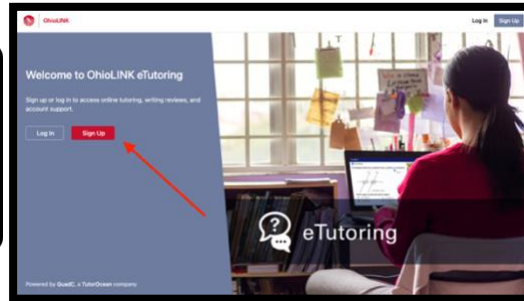 OhioLINK
Log In
Sign Up
Welcome to OhioLINK eTutoring
Sign up or log in to access online tutoring, writing reviews, and
account support.
Log In
Sign Up
eTutoring
Powered by QuadC, a TutorOcean company